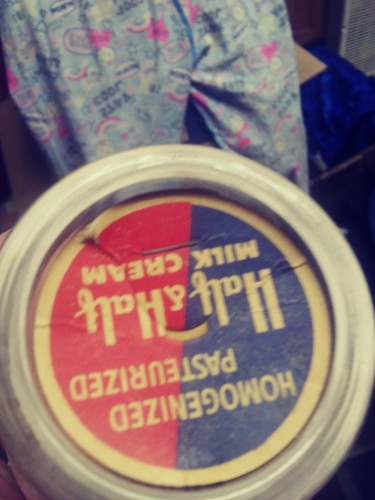 HOMOGENIZED
PASTEURIZED
Half & Half
MILK CREAM